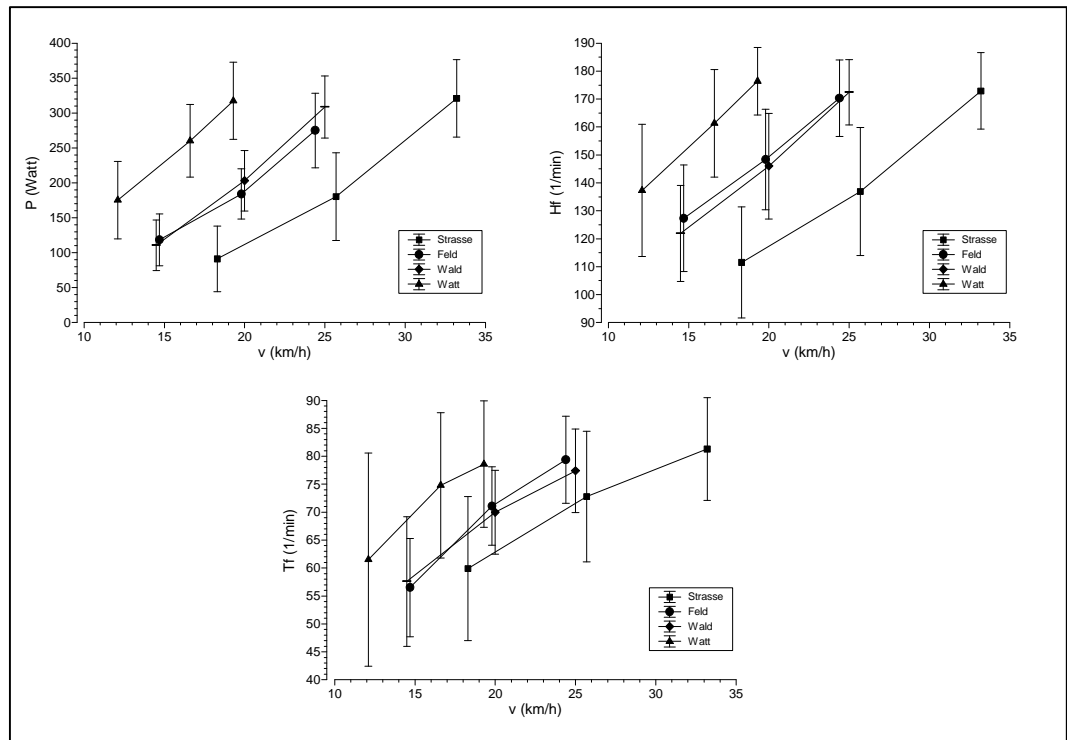 400
350
300
250
200
150
100
50
0
P (Watt)
10 15 20 25 30 35
v (km/h)
Strasse
Feld
Wald
Watt
190
180
170
160
150
140
130
120
110
100
90
Hf (1/min)
10 15 20 25 30 35
v (km/h)
Strasse
Feld
Wald
Watt
90
85
80
75
70
65
60
55
50
45
40
Tf (1/min)
10 15 20 25 30 35
v (km/h)
Strasse
Feld
Wald
Watt